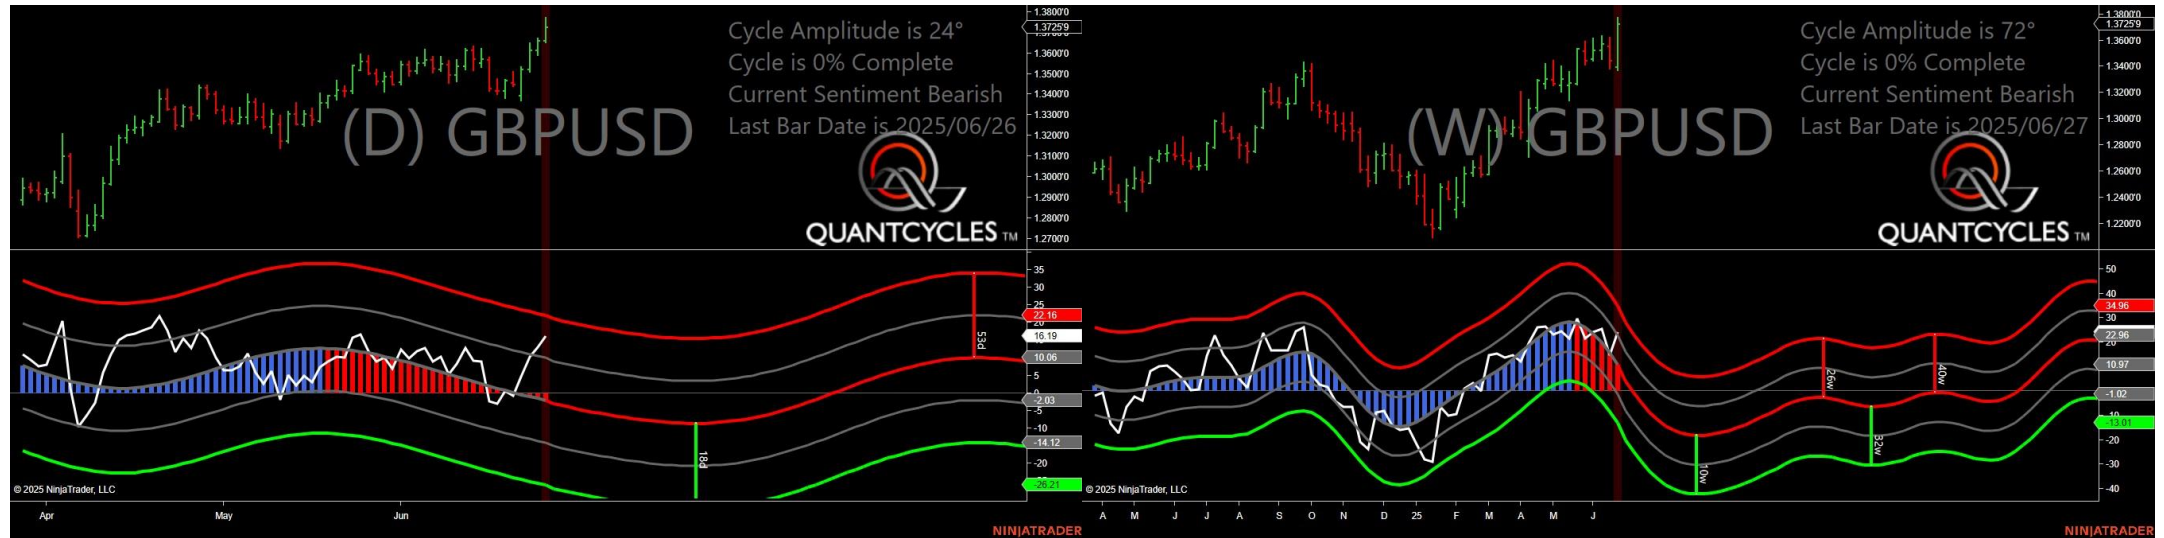 Cycle Amplitude is 24°
Cycle is 0% Complete
Current Sentiment Bearish
Last Bar Date is 2025/06/26
(D) GBPUSD
QUANTCYCLES TM
1.3800'0
1.3725'9
1.3600'0
1.3500'0
1.3400'0
1.3300'0
1.3200'0
1.3100'0
1.3000'0
1.2900'0
1.2800'0
1.2700'0
35
30
25
22.16
16.19
10.06
5
0
-2.03
-5
-10
-14.12
-20
-26.21
53d
18d
© 2025 NinjaTrader, LLC
Apr
May
Jun
NINJATRADER
Cycle Amplitude is 72°
Cycle is 0% Complete
Current Sentiment Bearish
Last Bar Date is 2025/06/27
(W) GBPUSD
QUANTCYCLES TM
1.3800'0
1.3725'9
1.3600'0
1.3400'0
1.3200'0
1.3000'0
1.2800'0
1.2600'0
1.2400'0
1.2200'0
50
40
34.96
30
22.96
10.97
-1.02
-13.01
-20
-30
-40
10w
26w
32w
40w
© 2025 NinjaTrader, LLC
A M J J A S O N D 25 F M A M J
NINJATRADER